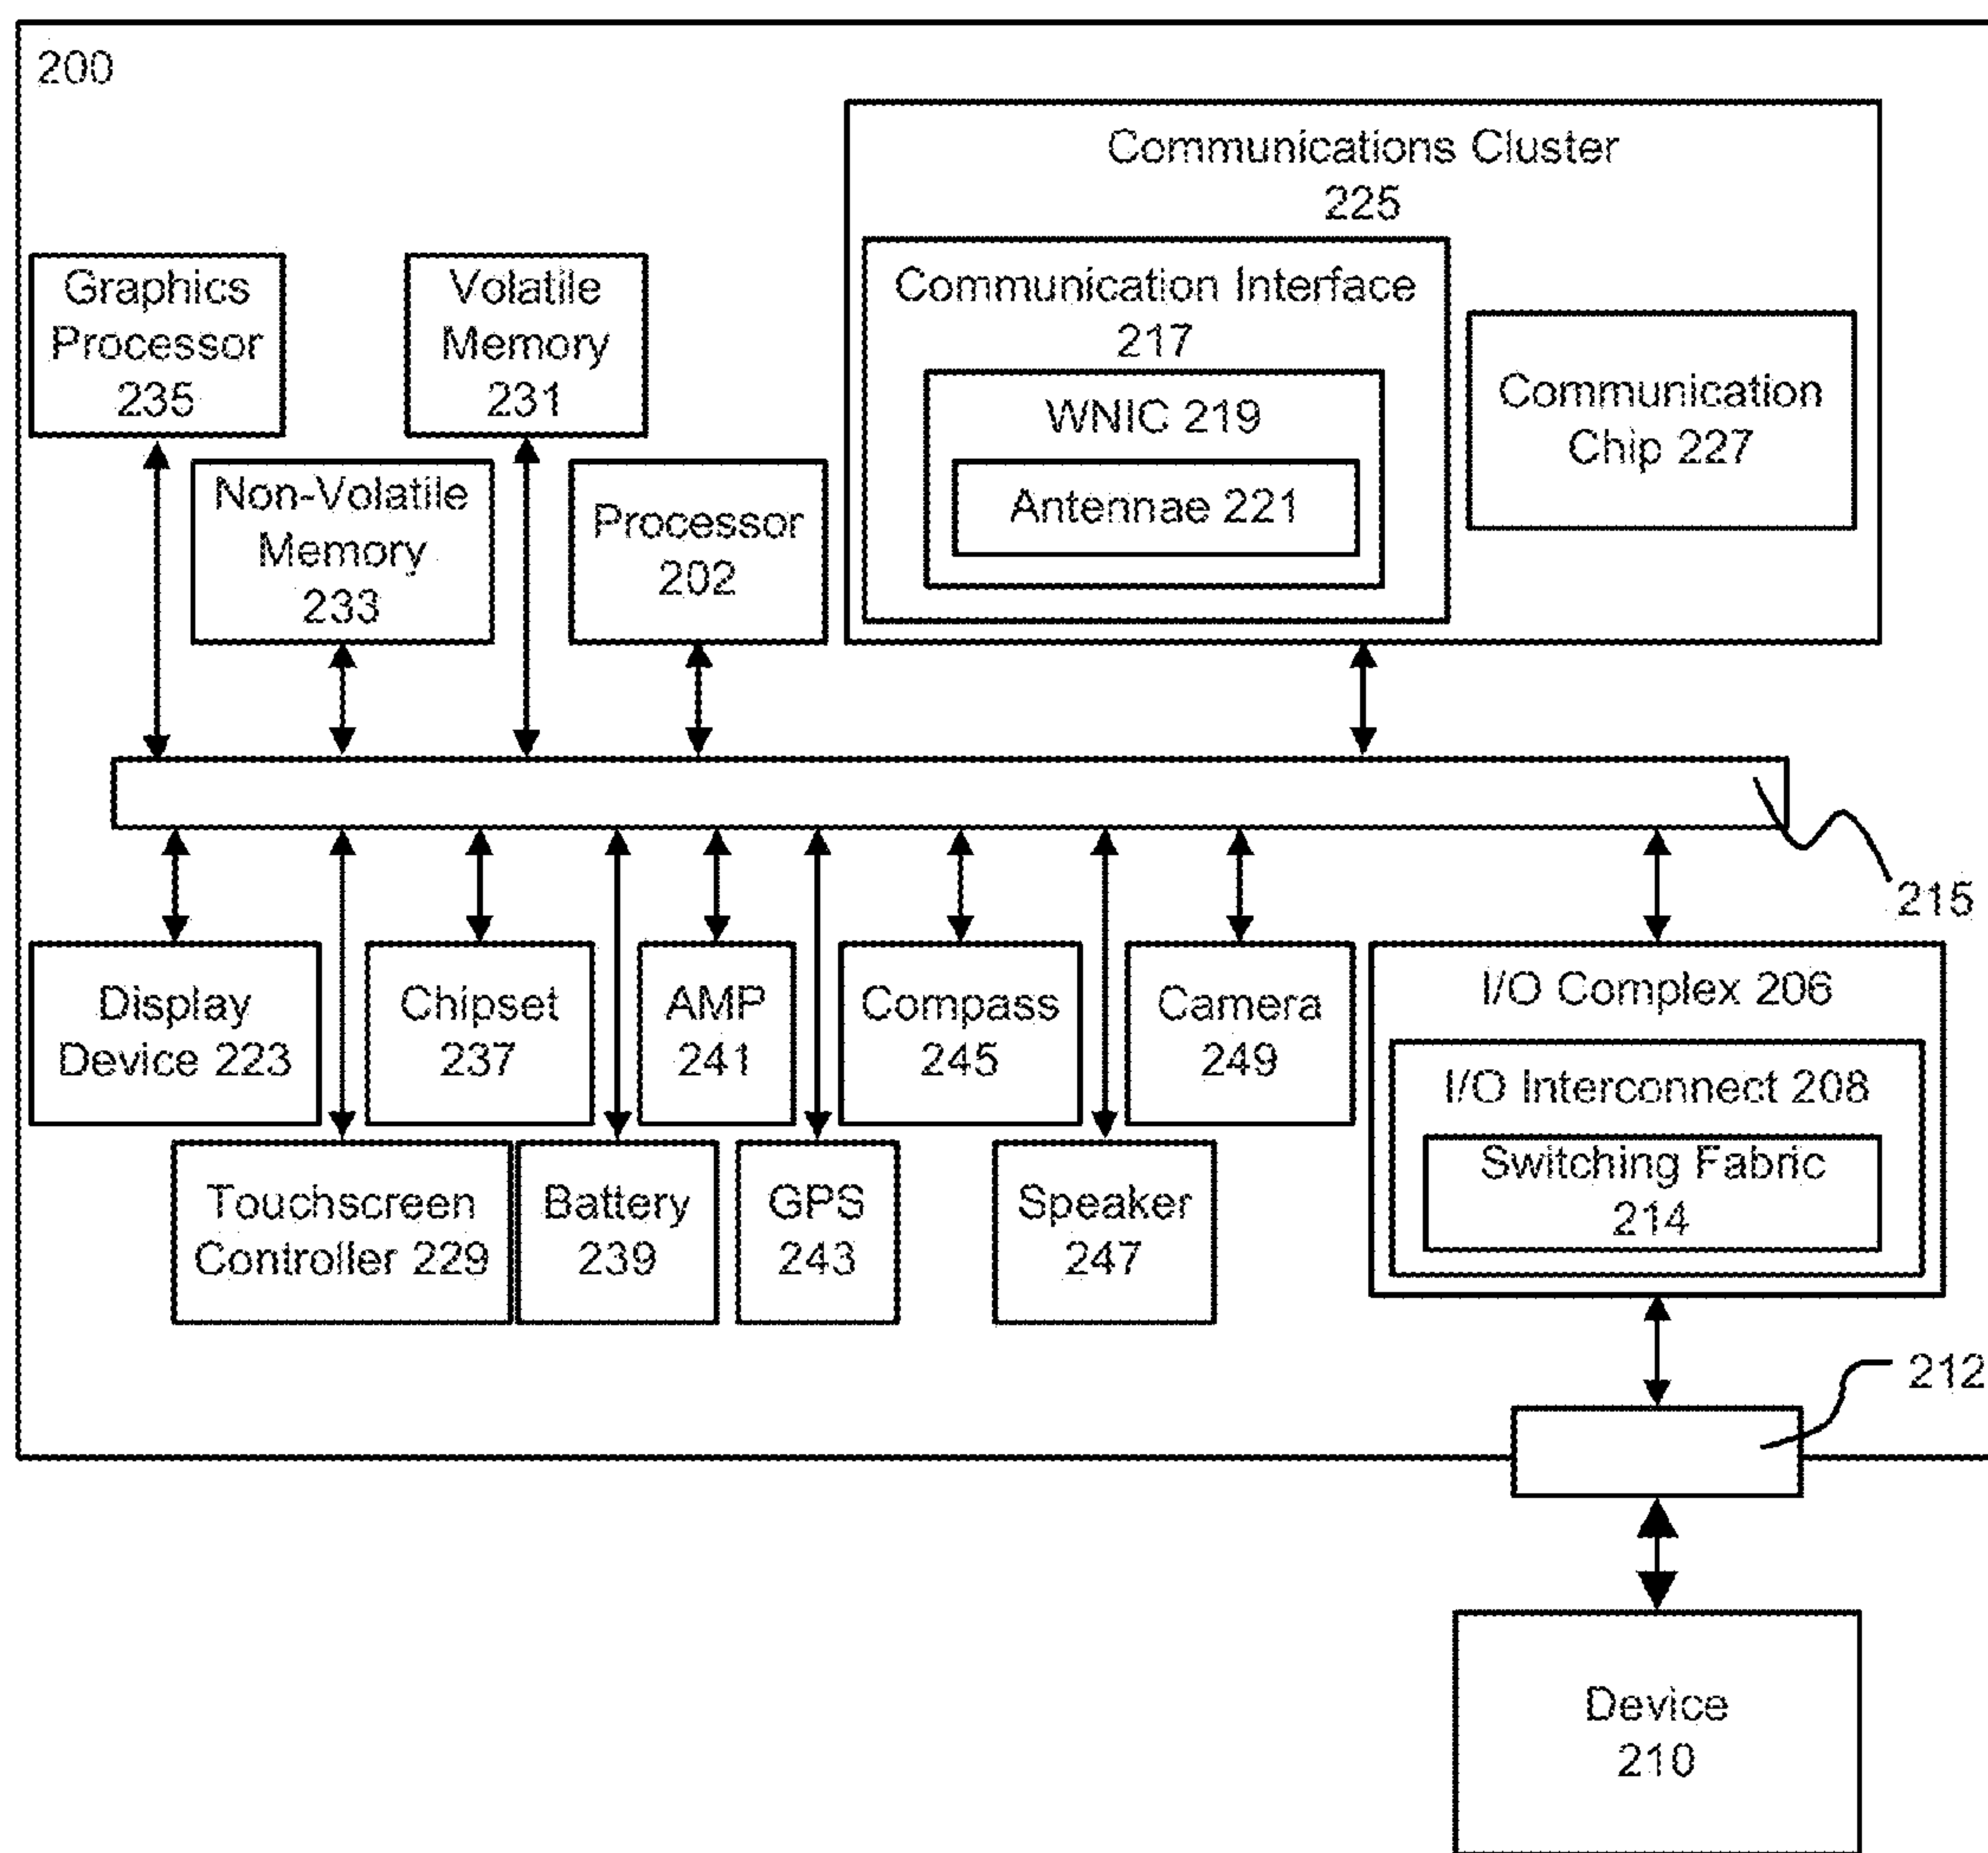 200
Communications Cluster
225
Communication Interface
217
WNIC 219
Antennae 221
Communication
Chip 227
Graphics
Processor
235
Volatile
Memory
231
Non-Volatile
Memory
233
Processor
202
215
Display
Device 223
Chipset
237
AMP
241
Compass
245
Camera
249
I/O Complex 206
I/O Interconnect 208
Switching Fabric
214
Touchscreen
Controller 229
Battery
239
GPS
243
Speaker
247
212
Device
210